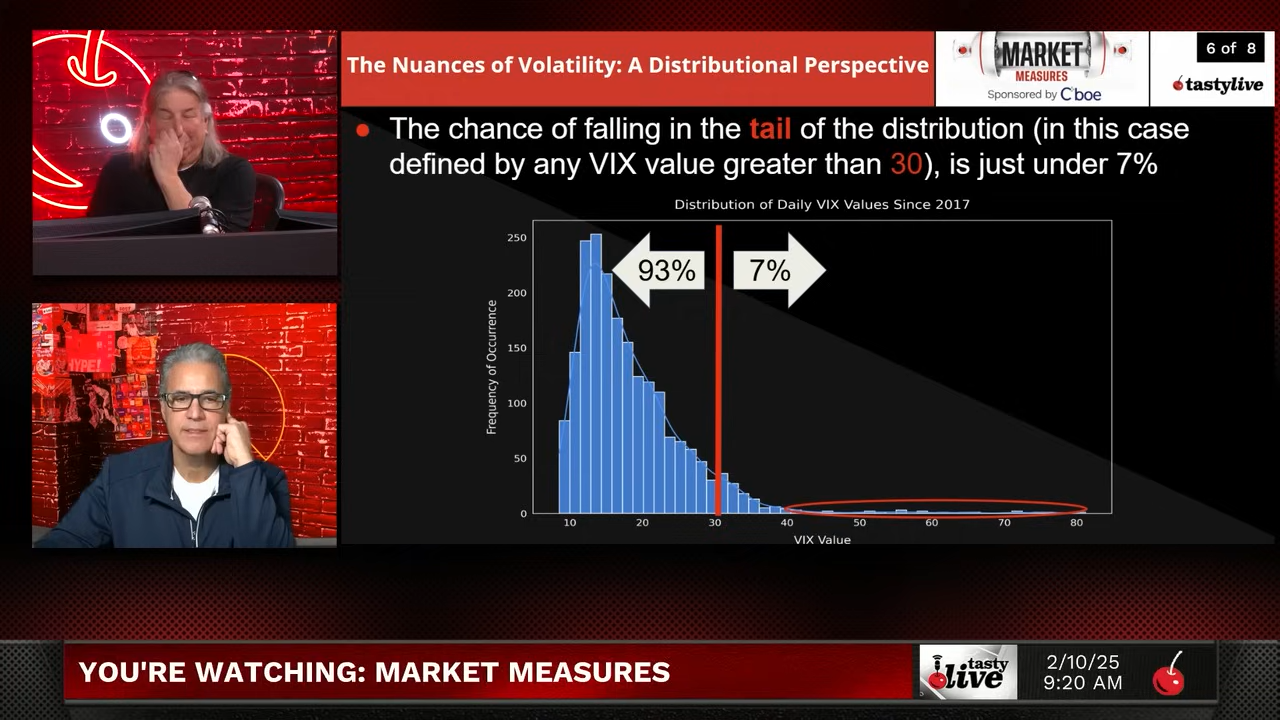 The Nuances of Volatility: A Distributional Perspective
MARKET
MEASURES
Sponsored by Cboe
6 of 8
tastylive
• The chance of falling in the tail of the distribution (in this case
defined by any VIX value greater than 30), is just under 7%
Distribution of Daily VIX Values Since 2017
93%
7%
Frequency of Occurrence
250
200
150
100
50
0
10 20 30 40 50 60 70 80
VIX Value
HYPE!
YOU'RE WATCHING: MARKET MEASURES
tasty
live
2/10/25
9:20 AM